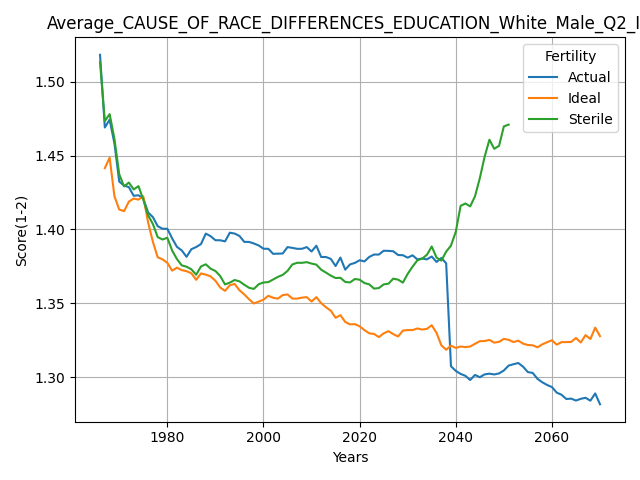 Average_CAUSE_OF_RACE_DIFFERENCES_EDUCATION_White_Male_Q2_I
Fertility
Actual
Ideal
Sterile
1.50
1.45
1.40
1.35
1.30
Score(1-2)
1980
2000
2020
2040
2060
Years